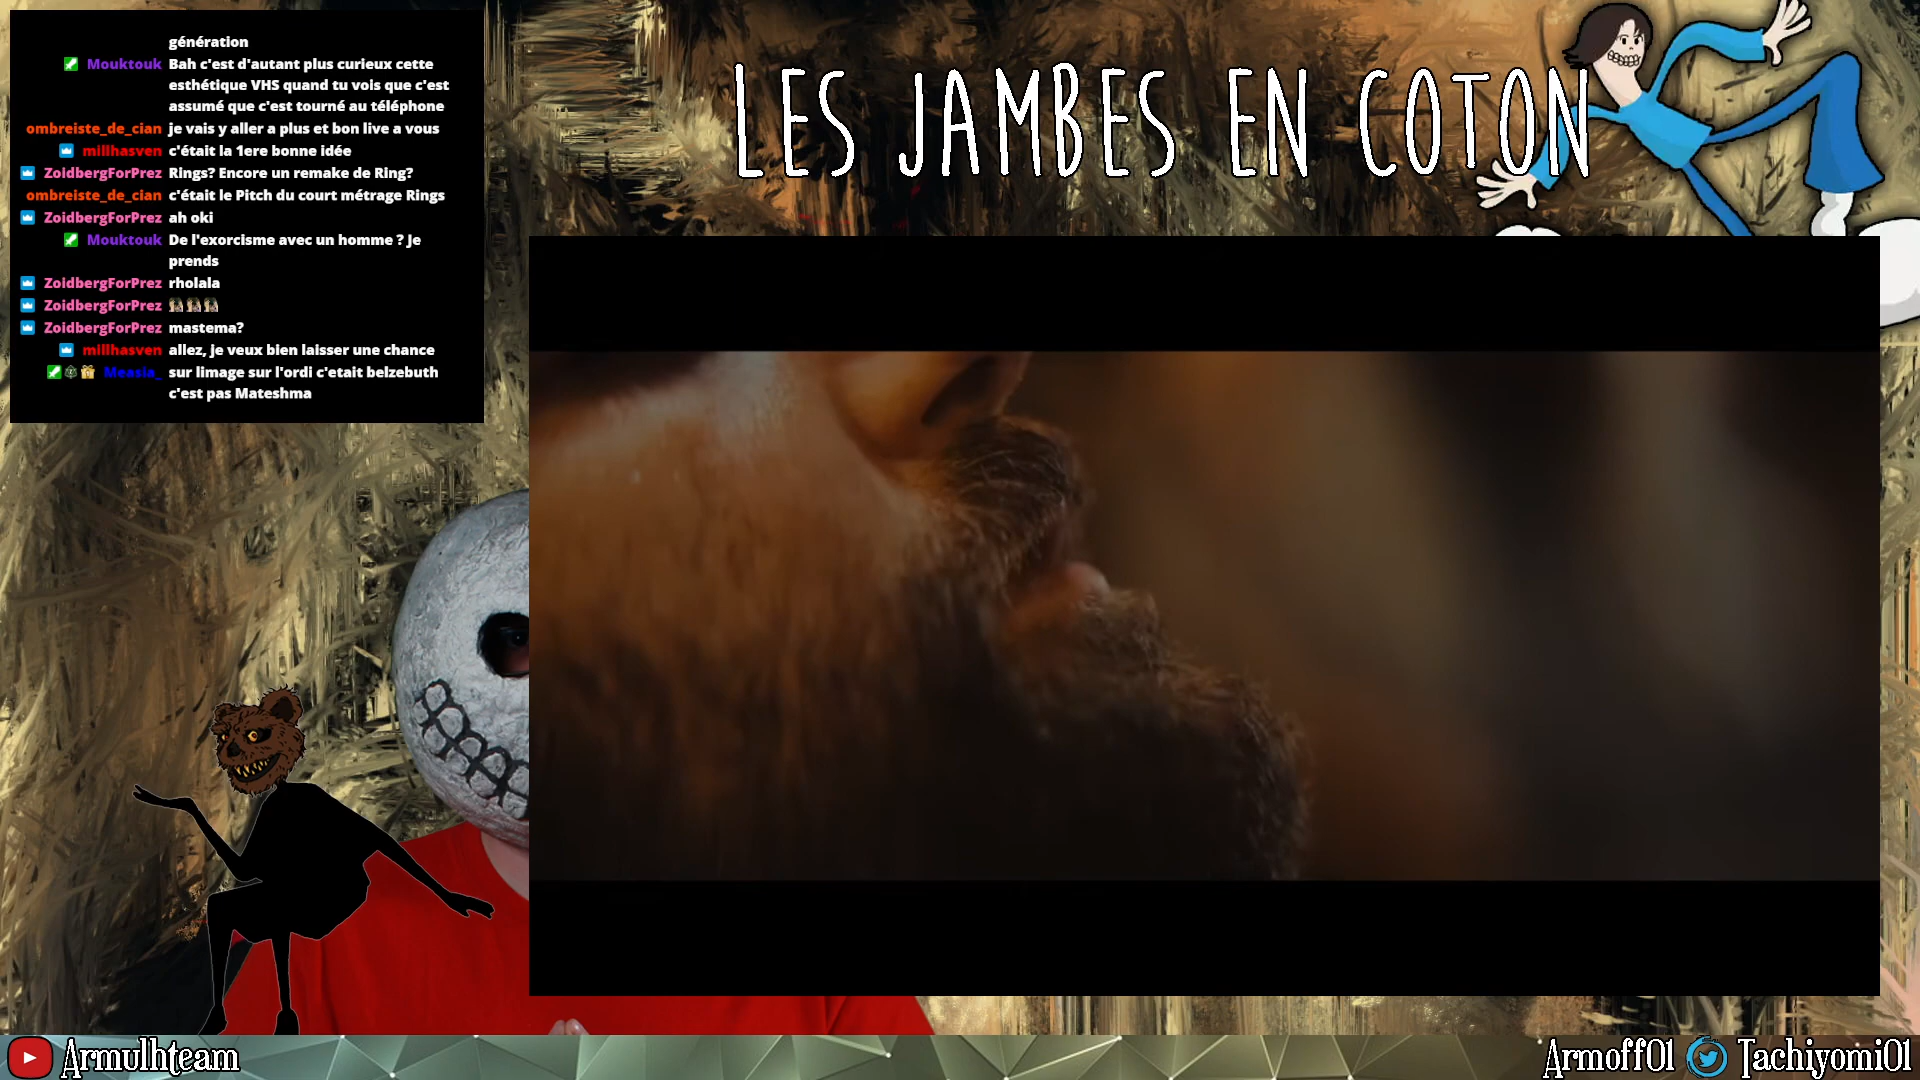 génération
Mouktouk Bah c'est d'autant plus curieux cette
esthétique VHS quand tu vois que c'est
assumé que c'est tourné au téléphone
ombreiste_de_cian je vais y aller a plus et bon live a vous
millhasven c'était la 1ere bonne idée
ZoidbergForPrez Rings? Encore un remake de Ring?
ombreiste_de_cian c'était le Pitch du court métrage Rings
ZoidbergForPrez ah oki
Mouktouk De l'exorcisme avec un homme ? Je
prends
ZoidbergForPrez rholala
ZoidbergForPrez
ZoidbergForPrez mastema?
millhasven allez, je veux bien laisser une chance
Measia_ sur limage sur l'ordi c'etait belzebuth
c'est pas Mateshma
LES JAMBES EN COTON
Armulhteam
Armoff01
Tachiyomi01